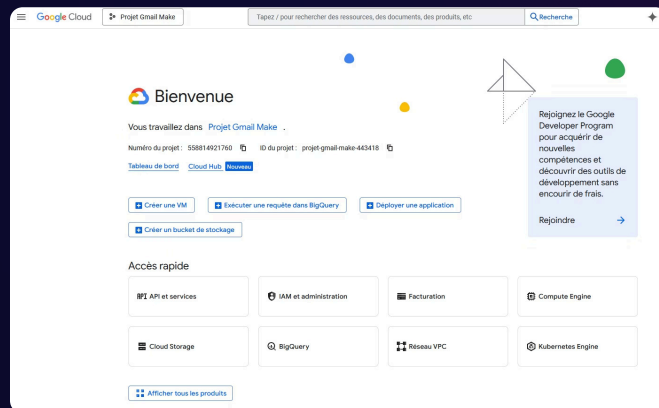 Google Cloud
Projet Gmail Make
Tapez / pour rechercher des ressources, des documents, des produits, etc
Recherche
Bienvenue
Vous travaillez dans Projet Gmail Make .
Numéro du projet : 558814921760 ID du projet : projet-gmail-make-443418
Tableau de bord Cloud Hub Nouveau
Créer une VM
Exécuter une requête dans BigQuery
Déployer une application
Créer un bucket de stockage
Rejoignez le Google
Developer Program
pour acquérir de
nouvelles
compétences et
découvrir des outils de
développement sans
encourir de frais.
Rejoindre
Accès rapide
API API et services
IAM et administration
Facturation
Compute Engine
Cloud Storage
BigQuery
Réseau VPC
Kubernetes Engine
Afficher tous les produits